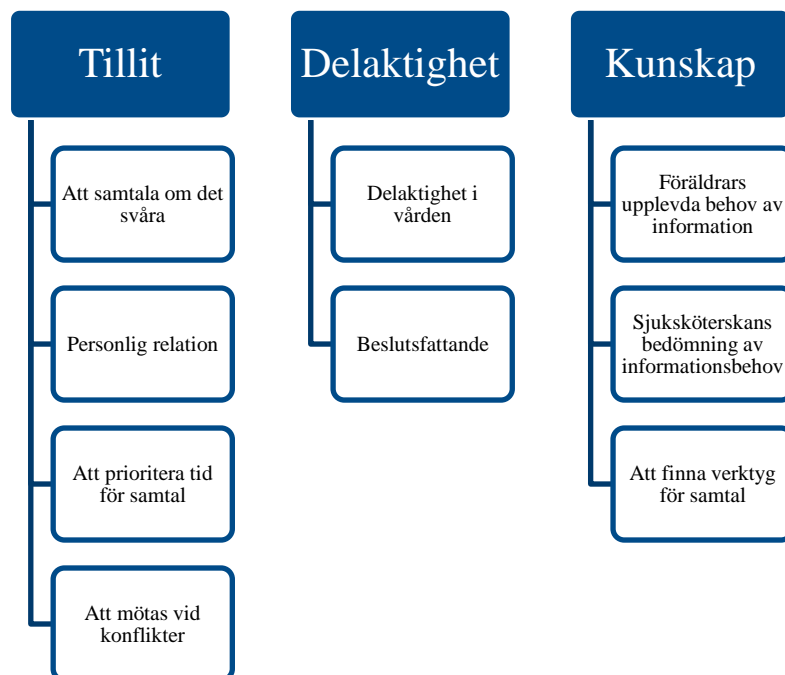 Tillit
Att samtala om det
svåra
Personlig relation
Att prioritera tid
för samtal
Att mötas vid
konflikter
Delaktighet
Delaktighet i
vården
Beslutsfattande
Kunskap
Föräldrars
upplevda behov av
information
Sjuksköterskans
bedömning av
informationsbehov
Att finna verktyg
för samtal